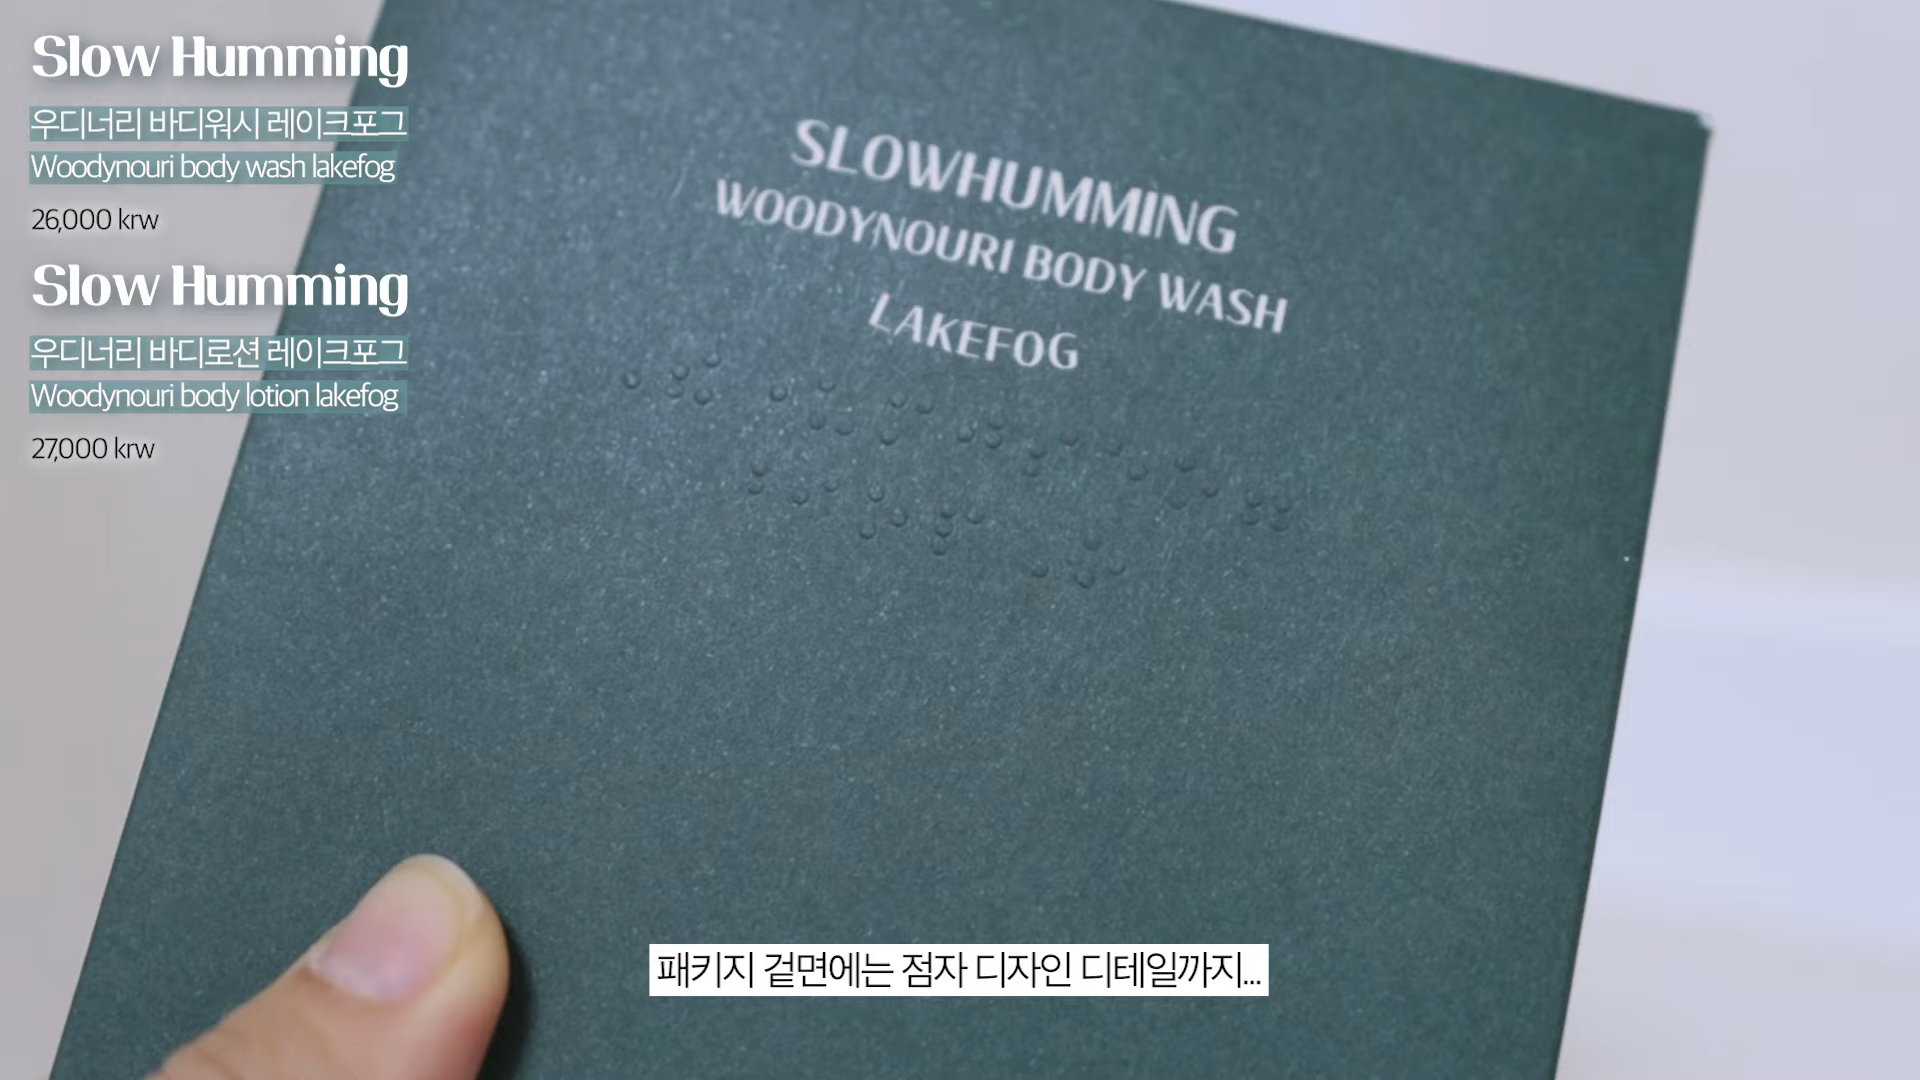 Slow Humming
우디너리 바디워시 레이크포그
Woodynouri body wash lakefog
26,000 krw
Slow Humming
우디너리 바디로션 레이크포그
Woodynouri body lotion lakefog
27,000 krw
SLOWHUMMING
WOODYNOURI BODY WASH
LAKEFOG
패키지 겉면에는 점자 디자인 디테일까지...